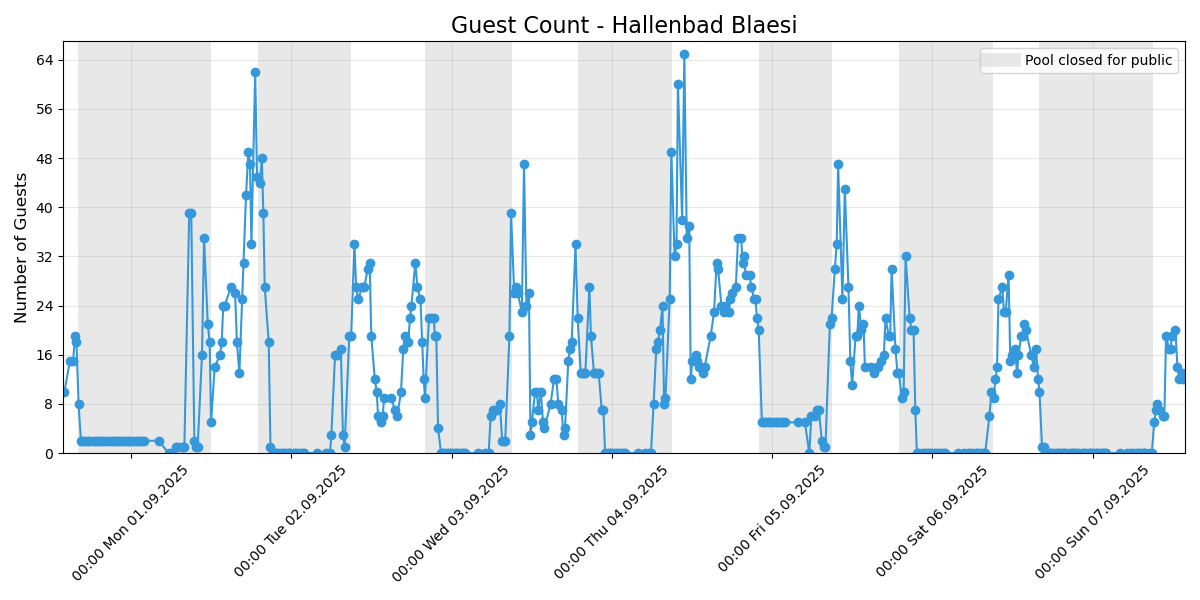 Guest Count - Hallenbad Blaesi
Pool closed for public
Number of Guests
64
56
48
40
32
24
16
8
0
00:00 Mon 01.09.2025
00:00 Tue 02.09.2025
00:00 Wed 03.09.2025
00:00 Thu 04.09.2025
00:00 Fri 05.09.2025
00:00 Sat 06.09.2025
00:00 Sun 07.09.2025